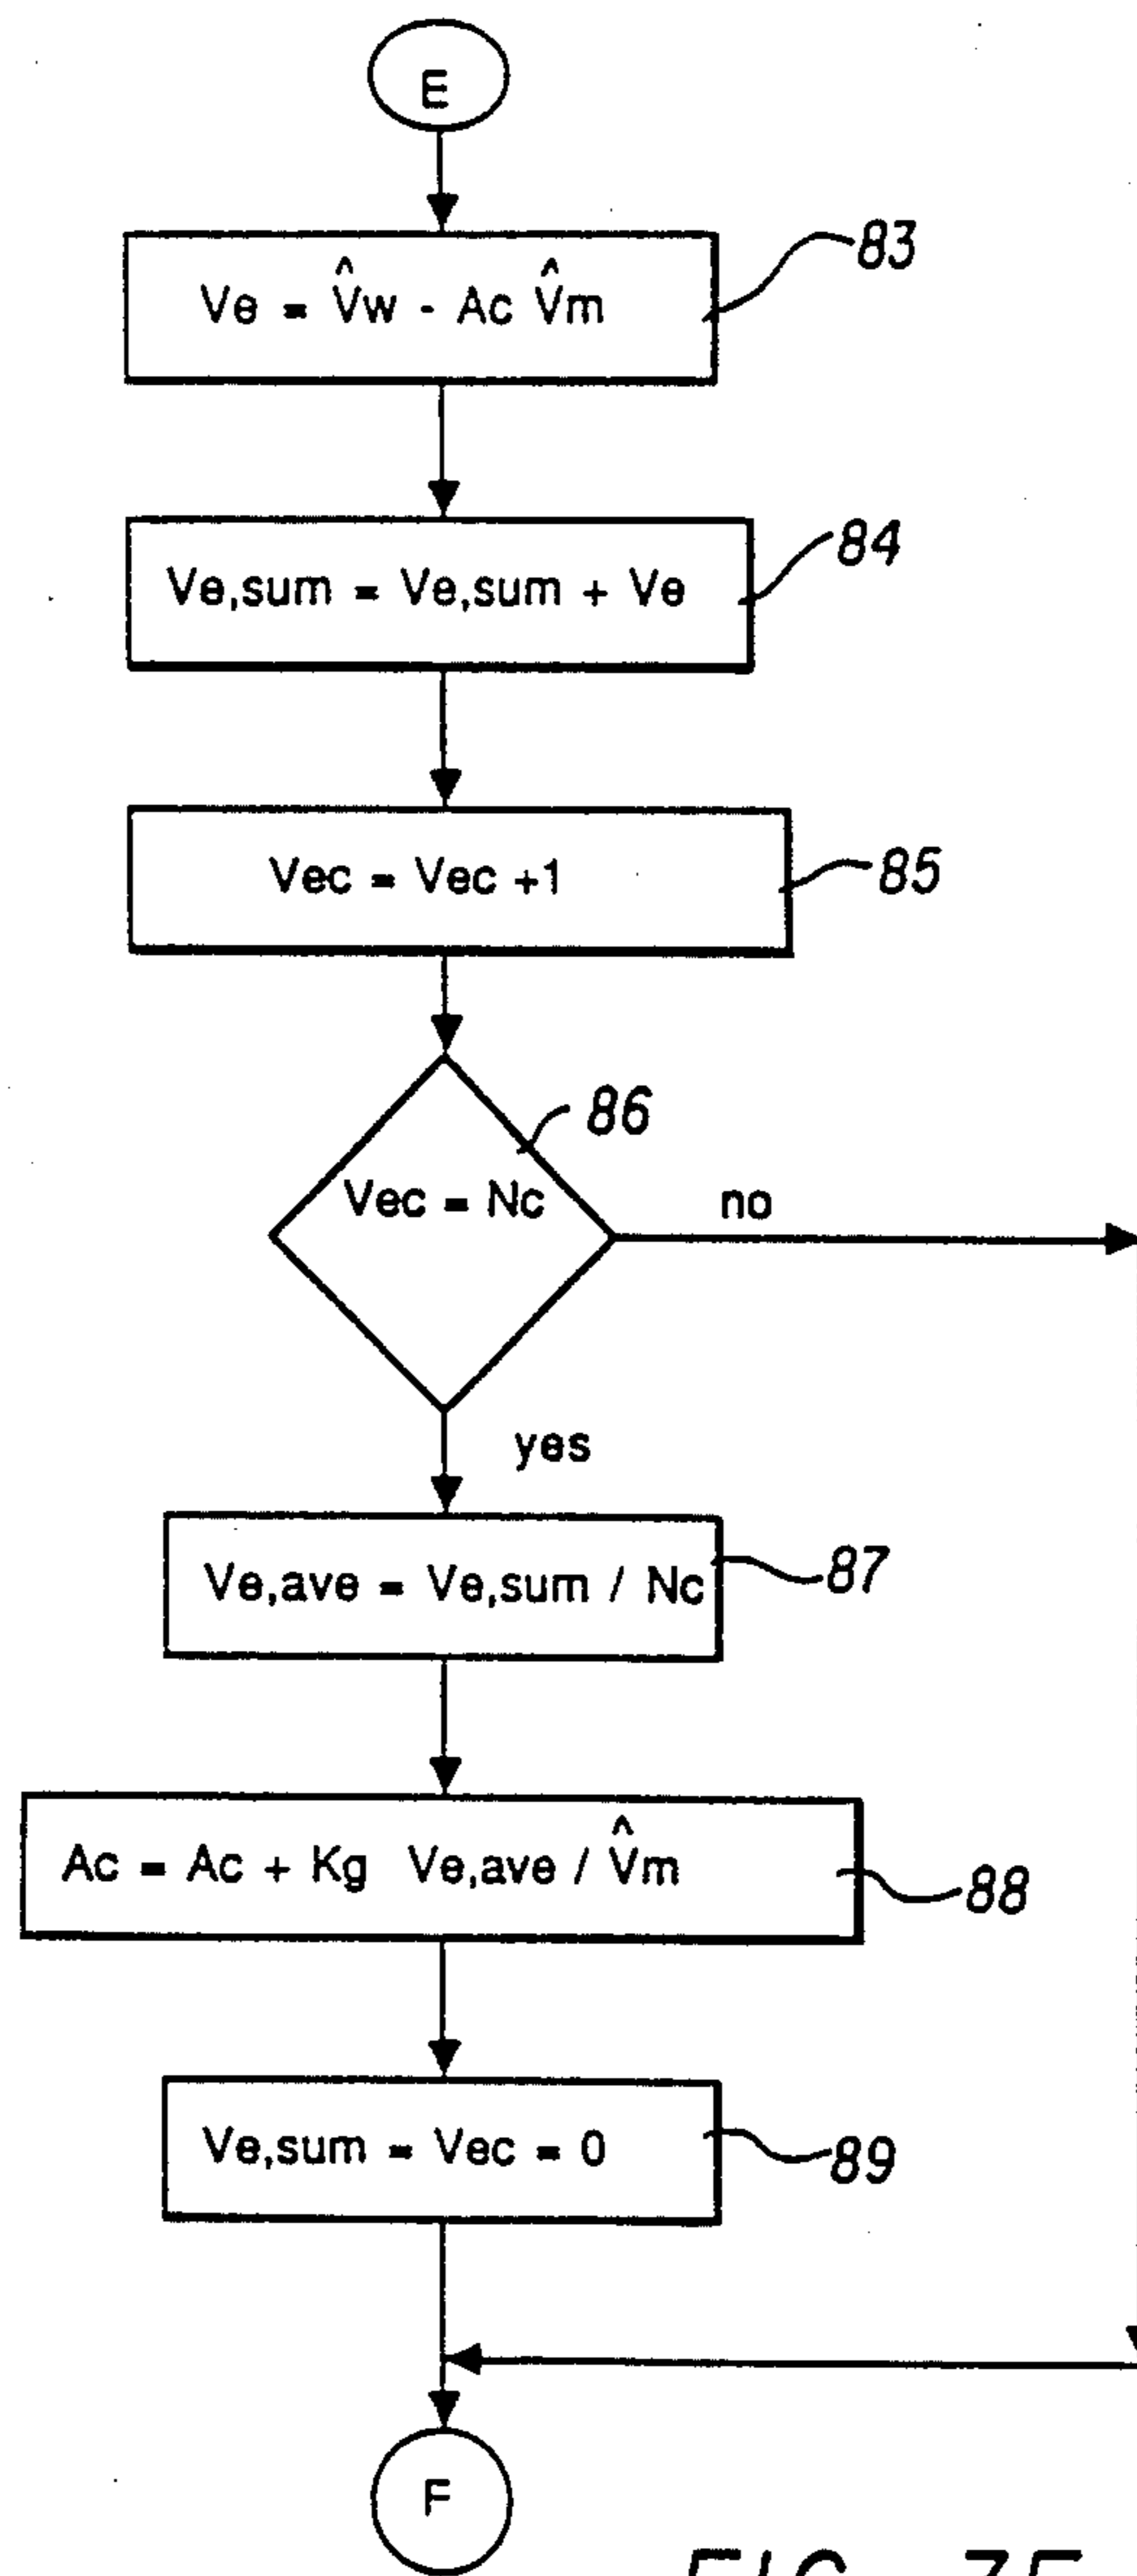 E
Ve = V̂w - Ac V̂m
83
Ve,sum = Ve,sum + Ve
84
Vec = Vec +1
85
86
Vec = Nc
no
yes
Ve,ave = Ve,sum / Nc
87
Ac = Ac + Kg Ve,ave / V̂m
88
Ve,sum = Vec = 0
89
F